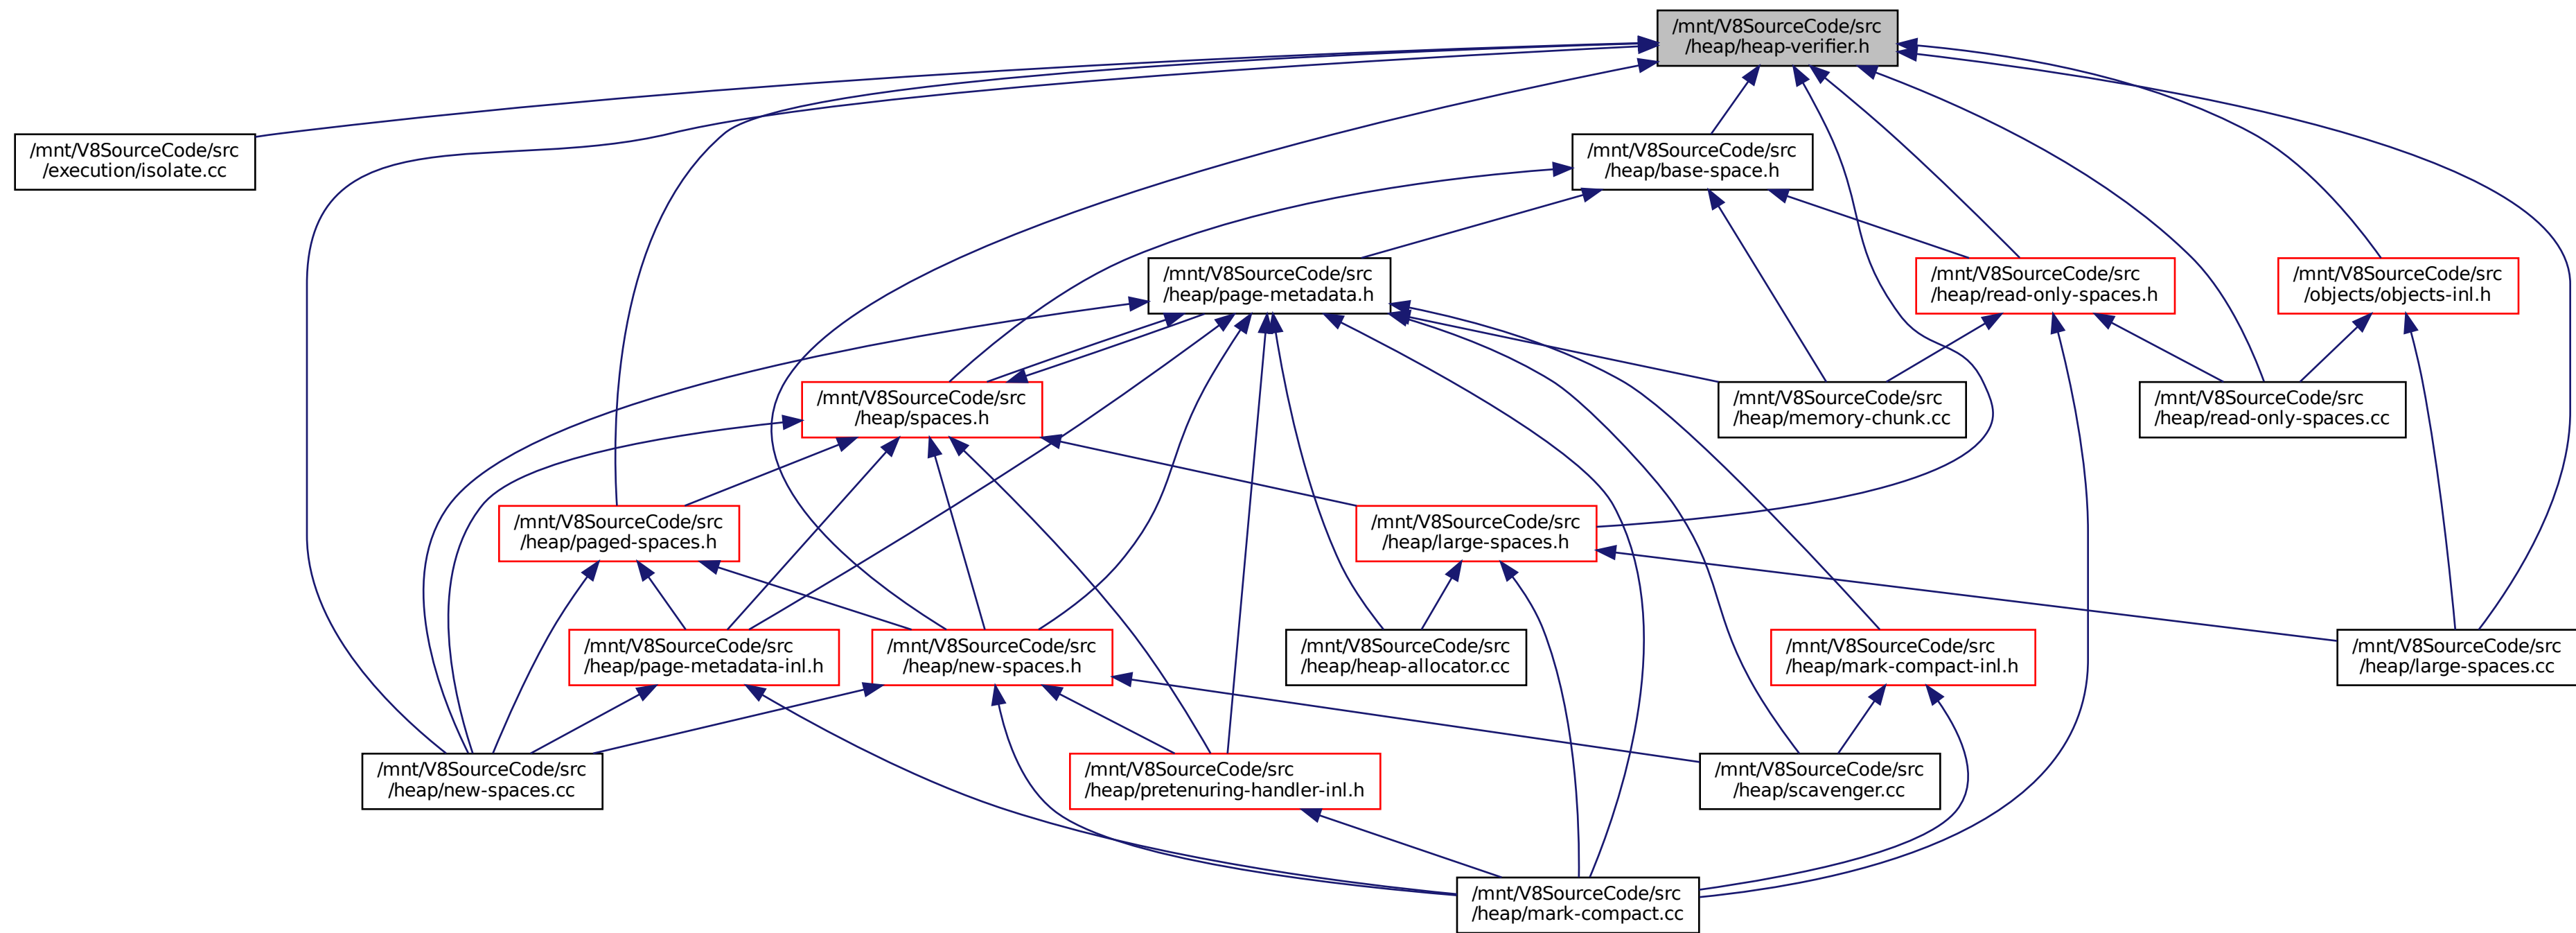 /mnt/V8SourceCode/src
/heap/heap-verifier.h
/mnt/V8SourceCode/src
/execution/isolate.cc
/mnt/V8SourceCode/src
/heap/base-space.h
/mnt/V8SourceCode/src
/heap/page-metadata.h
/mnt/V8SourceCode/src
/heap/read-only-spaces.h
/mnt/V8SourceCode/src
/objects/objects-inl.h
/mnt/V8SourceCode/src
/heap/spaces.h
/mnt/V8SourceCode/src
/heap/memory-chunk.cc
/mnt/V8SourceCode/src
/heap/read-only-spaces.cc
/mnt/V8SourceCode/src
/heap/paged-spaces.h
/mnt/V8SourceCode/src
/heap/large-spaces.h
/mnt/V8SourceCode/src
/heap/page-metadata-inl.h
/mnt/V8SourceCode/src
/heap/new-spaces.h
/mnt/V8SourceCode/src
/heap/heap-allocator.cc
/mnt/V8SourceCode/src
/heap/mark-compact-inl.h
/mnt/V8SourceCode/src
/heap/large-spaces.cc
/mnt/V8SourceCode/src
/heap/new-spaces.cc
/mnt/V8SourceCode/src
/heap/pretenuring-handler-inl.h
/mnt/V8SourceCode/src
/heap/scavenger.cc
/mnt/V8SourceCode/src
/heap/mark-compact.cc